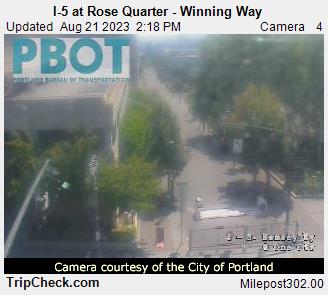 I-5 at Rose Quarter - Winning Way
Updated Aug 21 2023 2:18 PM Camera 4
PBOT
PORTLAND BUREAU OF TRANSPORTATION
Ramsay
Camera courtesy of the City of Portland
TripCheck.com Milepost302.00